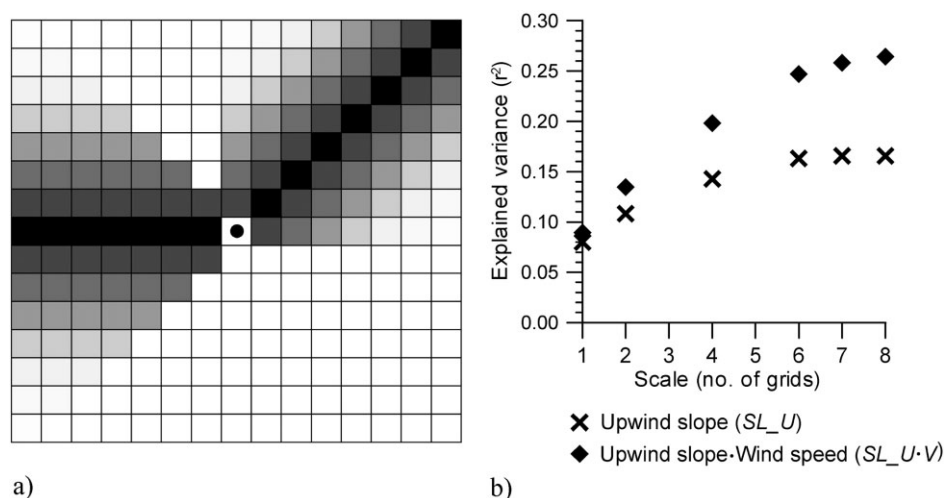 0.30
0.25
0.20
0.15
0.10
0.05
0.00
Explained variance (r²)
1 2 3 4 5 6 7 8
Scale (no. of grids)
Upwind slope (SL_U)
Upwind slope·Wind speed (SL_U·V)
a)
b)